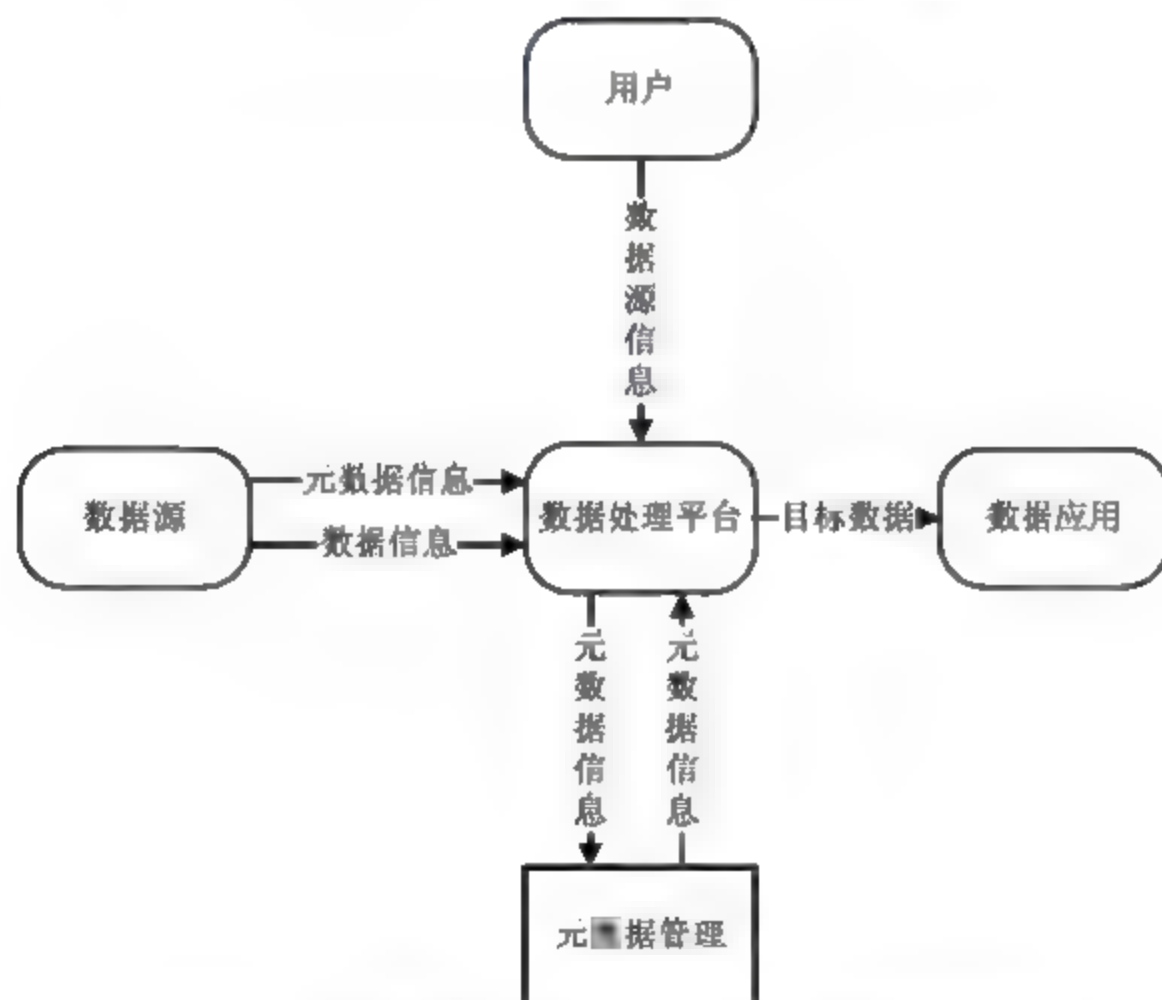 用户
数据源信息
元数据信息
数据源
数据处理平台
目标数据
数据应用
数据信息
元数据信息
元数据信息
元 据管理